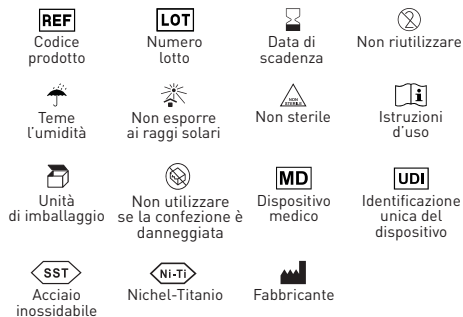 REF
Codice
prodotto
LOT
Numero
lotto
Data di
scadenza
2
Non riutilizzare
Teme
l'umidità
Non esporre
ai raggi solari
NON
STERILE
Non sterile
i
Istruzioni
d'uso
Unità
di imballaggio
Non utilizzare
se la confezione è
danneggiata
MD
Dispositivo
medico
UDI
Identificazione
unica del
dispositivo
SST
Acciaio
inossidabile
Ni-Ti
Nichel-Titanio
Fabbricante